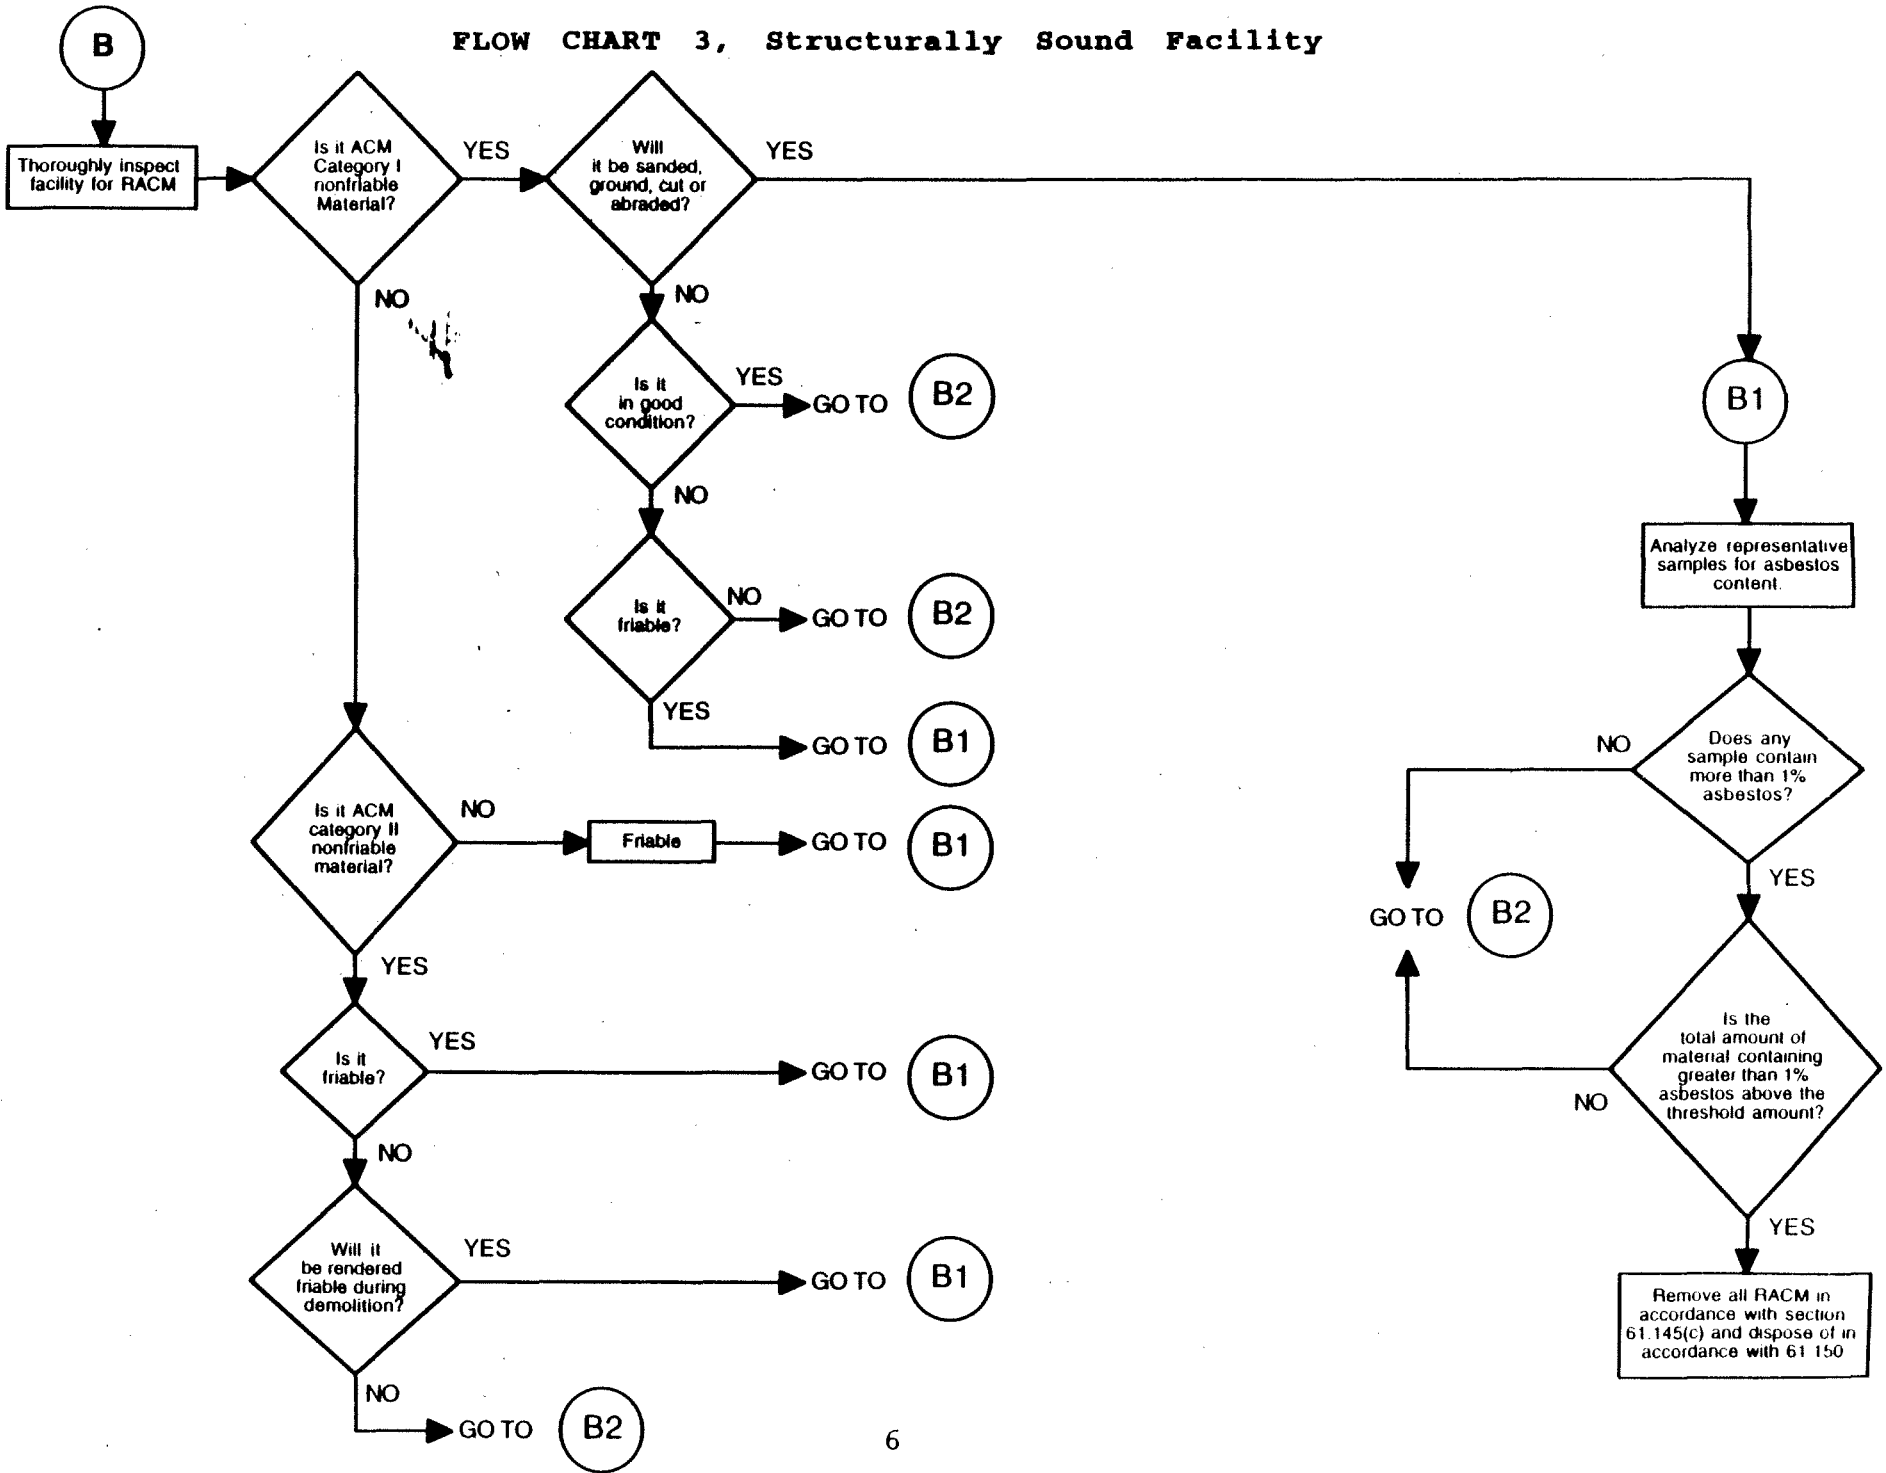 B
FLOW CHART 3, Structurally Sound Facility
Thoroughly inspect
facility for RACM
Is it ACM
Category I
nonfriable
Material?
YES
Will
it be sanded,
ground, cut or
abraded?
YES
NO
NO
Is it
in good
condition?
YES
GO TO
B2
B1
NO
Analyze representative
samples for asbestos
content.
Is it
friable?
NO
GO TO
B2
YES
GO TO
B1
Does any
sample contain
more than 1%
asbestos?
NO
YES
Is it ACM
category II
nonfriable
material?
NO
Friable
GO TO
B1
GO TO
B2
YES
Is it
friable?
YES
GO TO
B1
Is the
total amount of
material containing
greater than 1%
asbestos above the
threshold amount?
NO
YES
NO
Will it
be rendered
friable during
demolition?
YES
GO TO
B1
Remove all RACM in
accordance with section
61.145(c) and dispose of in
accordance with 61 150
NO
GO TO
B2
6